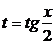 t = tg x/2